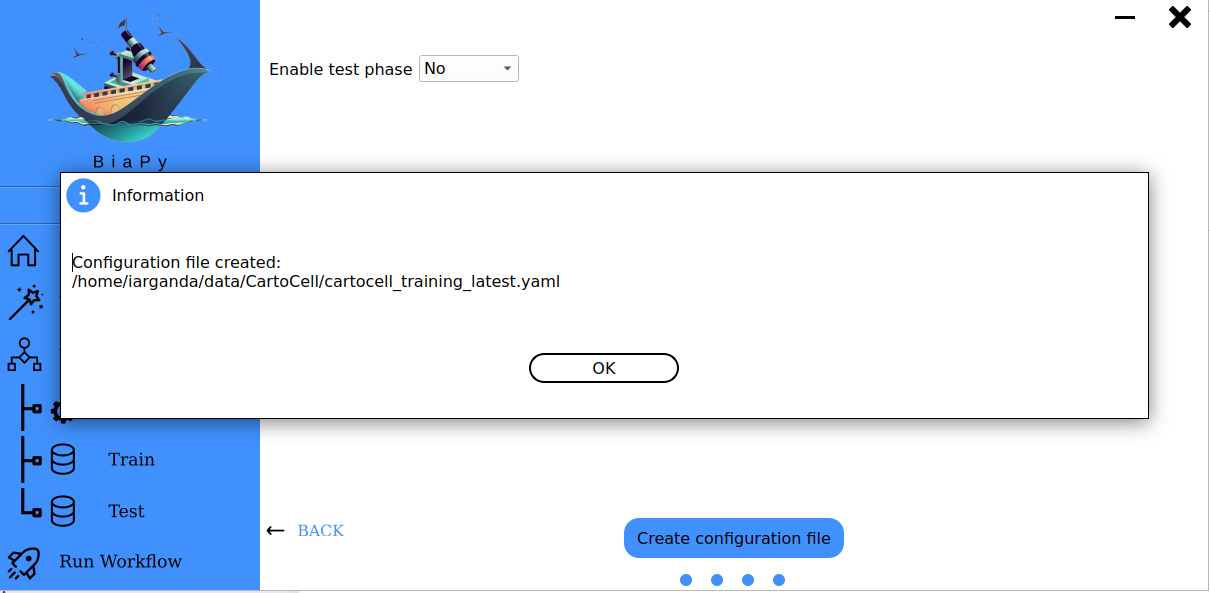 BiaPy
Enable test phase No
Information
Configuration file created:
/home/iarganda/data/CartoCell/cartocell_training_latest.yaml
OK
Train
Test
Run Workflow
BACK
Create configuration file